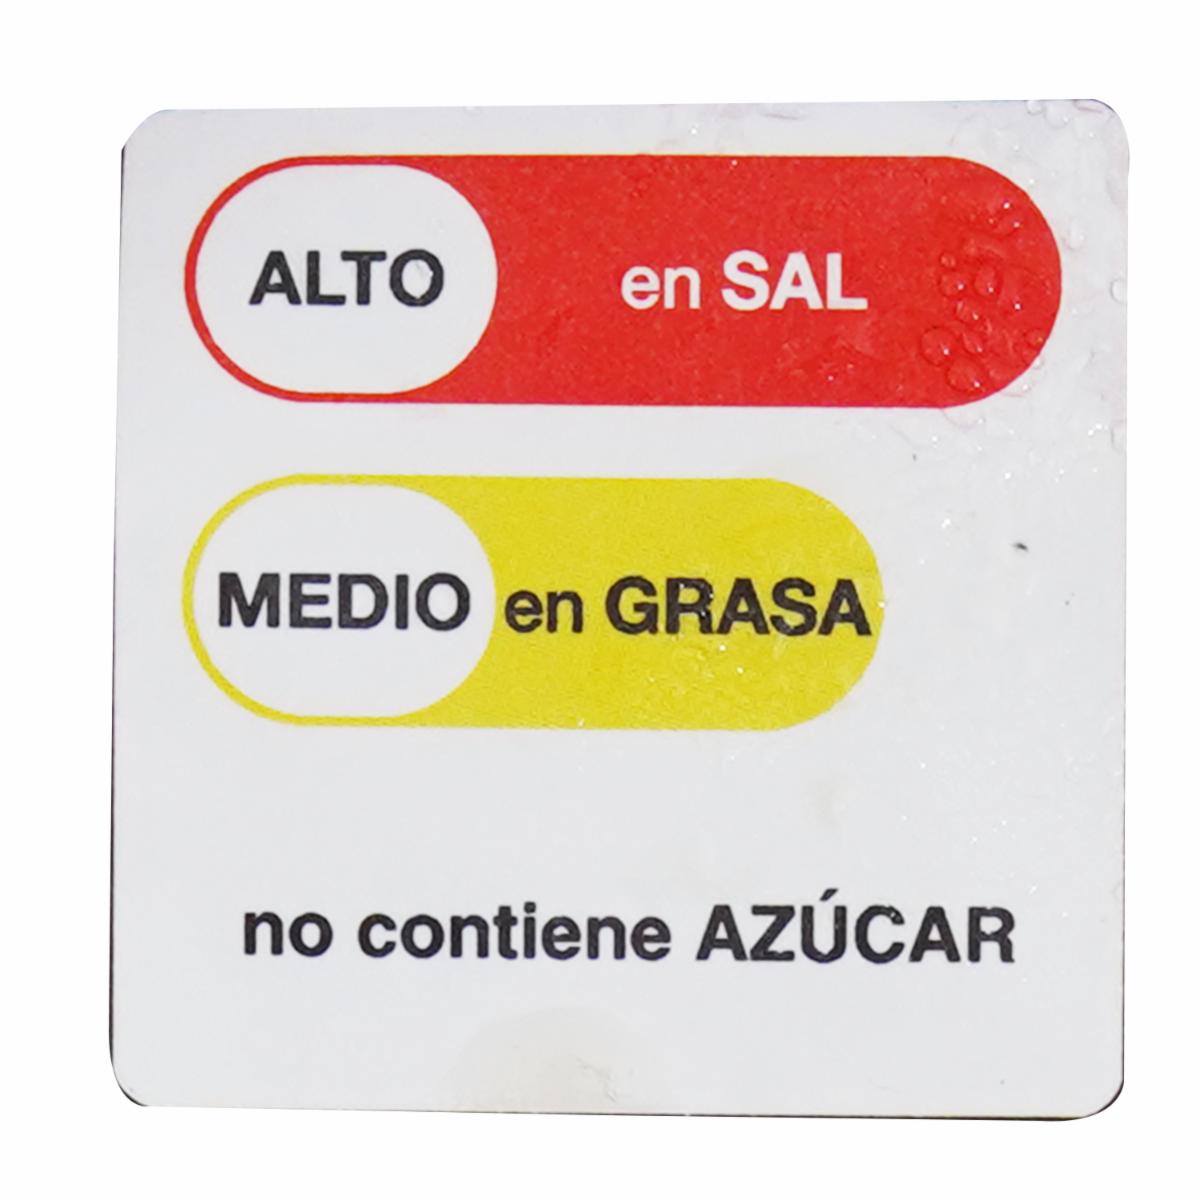 ALTO en SAL
MEDIO en GRASA
no contiene AZÚCAR